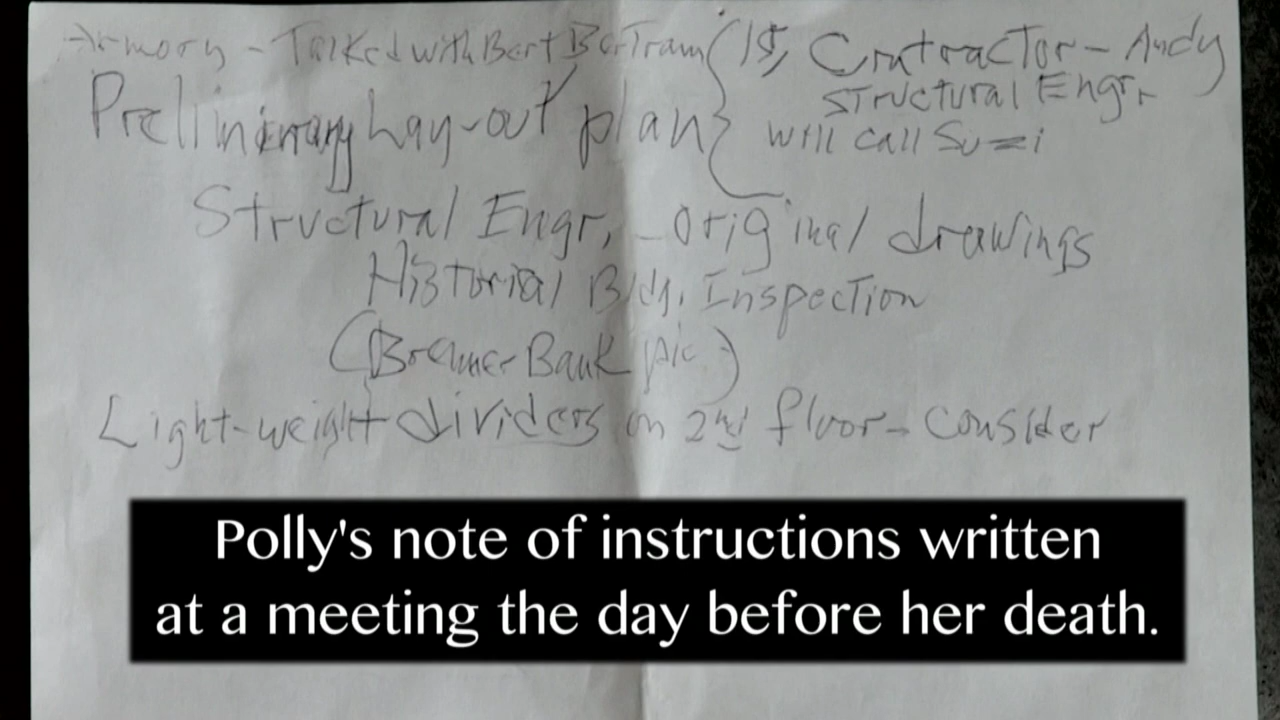 Armory - Talked with Bert BerTram ( 1st, Contractor - Andy
Structural Engr.
Preliminary Lay-out plan } will call Suzi
Structural Engr. - Original drawings
Historial Bldg. Inspection
(Bremer Bank pic)
Light-weight dividers on 2nd floor - Consider
Polly's note of instructions written
at a meeting the day before her death.